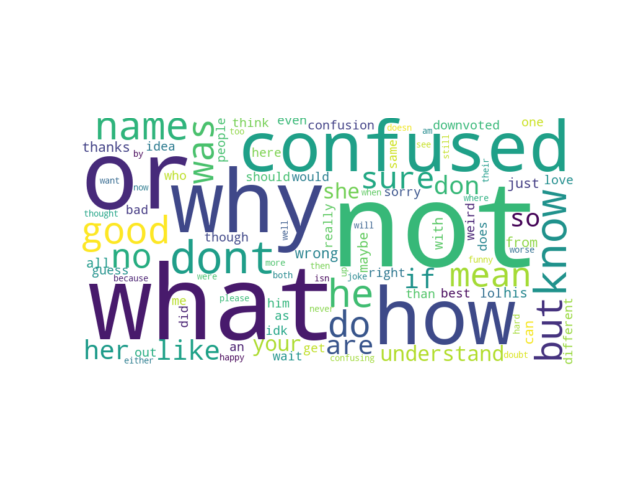 name
think
even
confusion
am
downvoted
one
confused
too
people
thanks
by
idea
was
here
same
doesn
see
still
their
or
why
not
want
now
who
should
would
sure
don
she
sorry
when
where
just
love
thought
bad
good
though
well
really
will
maybe
with
weird
does
so
from
worse
know
all
guess
no
dont
wrong
more
then
up
joke
right
if
mean
funny
because
were
both
isn
he
than
best
lol
his
but
different
what
me
did
him
as
please
never
do
how
hard
can
idk
her
out
either
like
an
happy
your
wait
get
are
confusing
understand
doubt